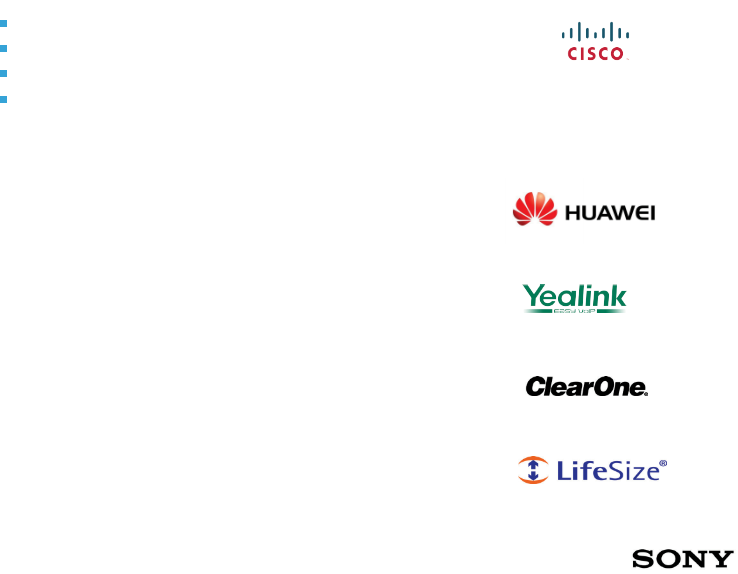 CISCO
HUAWEI
Yealink
EASY VoIP
ClearOne®
LifeSize®
SONY